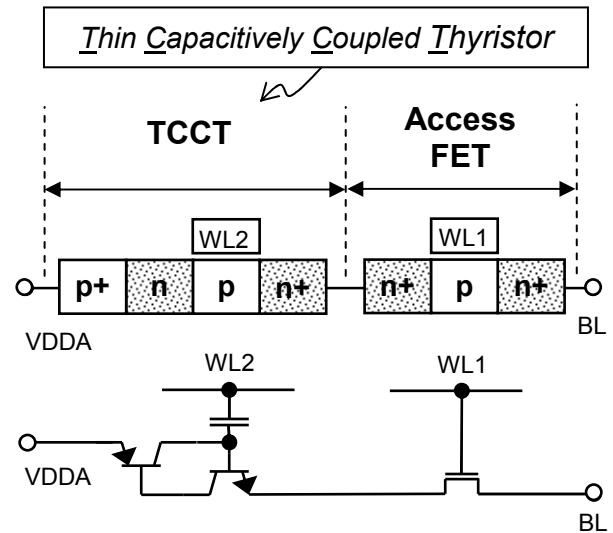 Thin Capacitively Coupled Thyristor
TCCT
Access
FET
WL2
WL1
p+ n p n+
n+ p n+
VDDA
BL
WL2
WL1
VDDA
BL